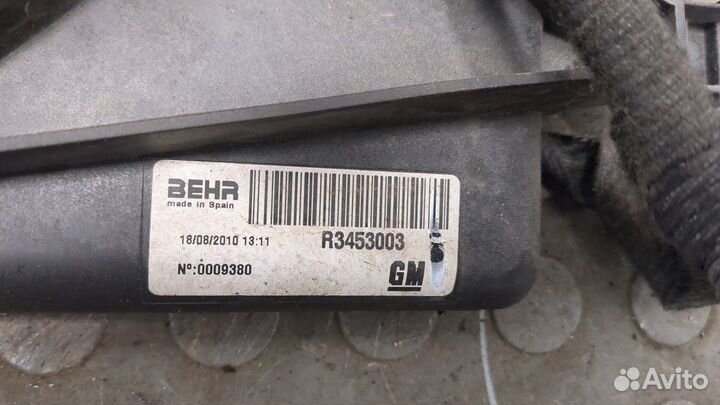 BEHR
made in Spain
18/08/2010 13:11 R3453003
Nº:0009380 GM
Avito